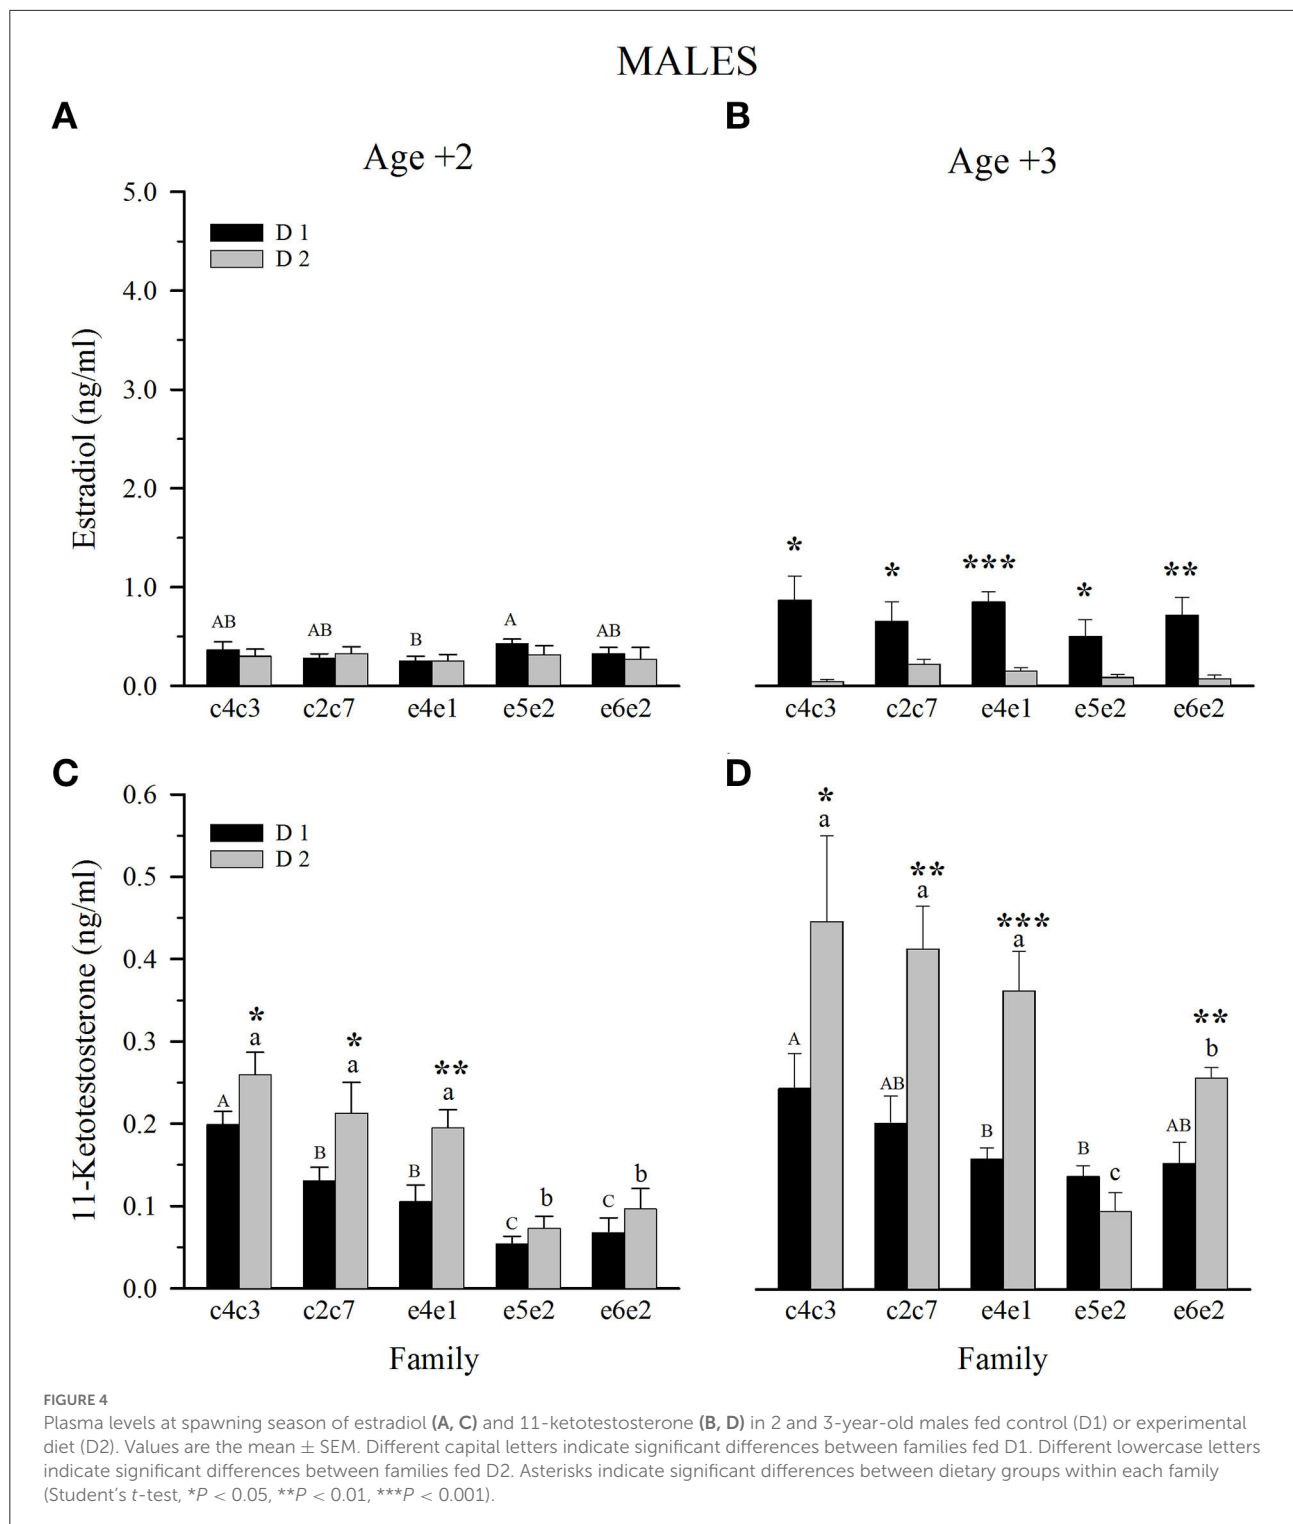 MALES
A
B
Age +2
Age +3
5.0
4.0
3.0
2.0
1.0
0.0
Estradiol (ng/ml)
D 1
D 2
AB
AB
B
A
AB
c4c3
c2c7
e4e1
e5e2
e6e2
*
*
***
*
**
c4c3
c2c7
e4e1
e5e2
e6e2
C
D
0.6
0.5
0.4
0.3
0.2
0.1
0.0
11-Ketotestosterone (ng/ml)
D 1
D 2
A
* a
B
* a
B
** a
C
b
C
b
c4c3
c2c7
e4e1
e5e2
e6e2
Family
A
* a
AB
** a
B
*** a
B
c
AB
** b
c4c3
c2c7
e4e1
e5e2
e6e2
Family
FIGURE 4
Plasma levels at spawning season of estradiol (A, C) and 11-ketotestosterone (B, D) in 2 and 3-year-old males fed control (D1) or experimental
diet (D2). Values are the mean ± SEM. Different capital letters indicate significant differences between families fed D1. Different lowercase letters
indicate significant differences between families fed D2. Asterisks indicate significant differences between dietary groups within each family
(Student's t-test, *P < 0.05, **P < 0.01, ***P < 0.001).